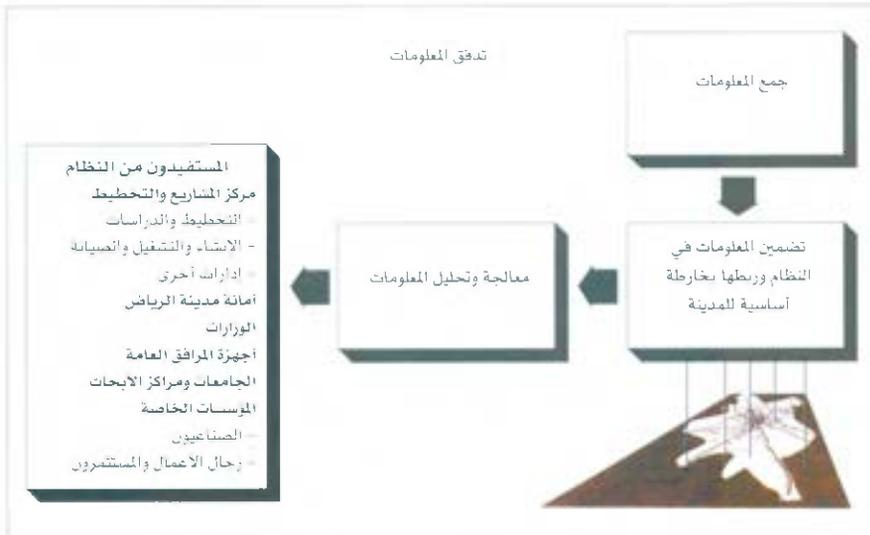 تدفق المعلومات
جمع المعلومات
تضمين المعلومات في
النظام وربطها بخارطة
أساسية للمدينة
معالجة وتحليل المعلومات
المستفيدون من النظام
مركز المشاريع والتخطيط
- التخطيط والدراسات
- الانشاء والتشغيل والصيانة
- إدارات أخرى
أمانة مدينة الرياض
الوزارات
أجهزة المرافق العامة
الجامعات ومراكز الابحاث
المؤسسات الخاصة
- الصناعيون
- رجال الاعمال والمستثمرون